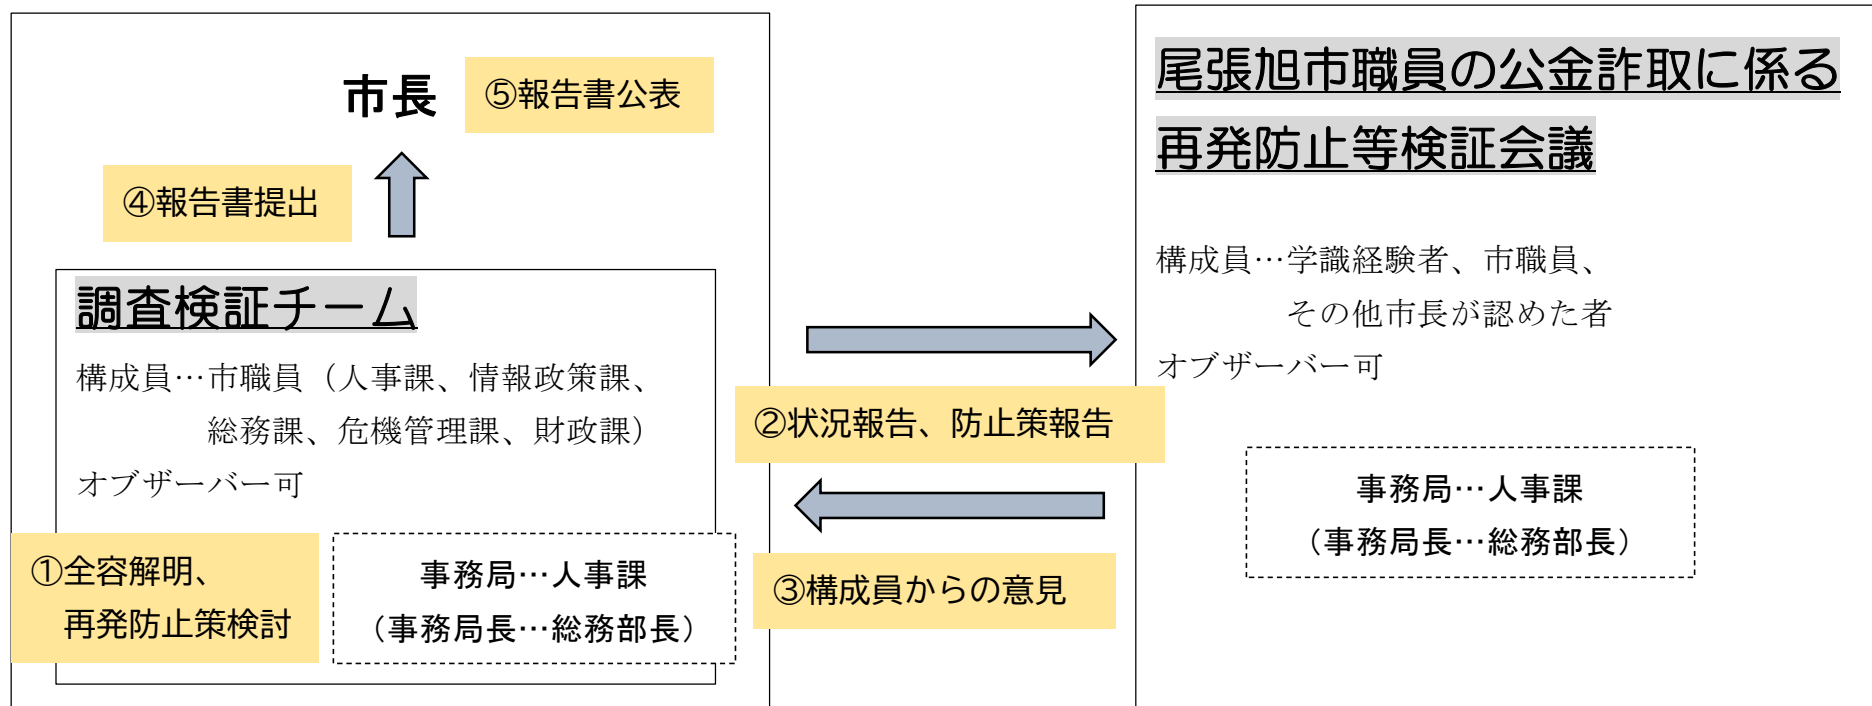 市長
⑤報告書公表
④報告書提出
調査検証チーム
構成員…市職員（人事課、情報政策課、
総務課、危機管理課、財政課）
オブザーバー可
①全容解明、
再発防止策検討
事務局…人事課
（事務局長…総務部長）
②状況報告、防止策報告
③構成員からの意見
尾張旭市職員の公金詐取に係る
再発防止等検証会議
構成員…学識経験者、市職員、
その他市長が認めた者
オブザーバー可
事務局…人事課
（事務局長…総務部長）